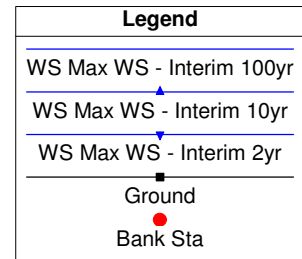 Legend
WS Max WS - Interim 100yr
WS Max WS - Interim 10yr
WS Max WS - Interim 2yr
Ground
Bank Sta